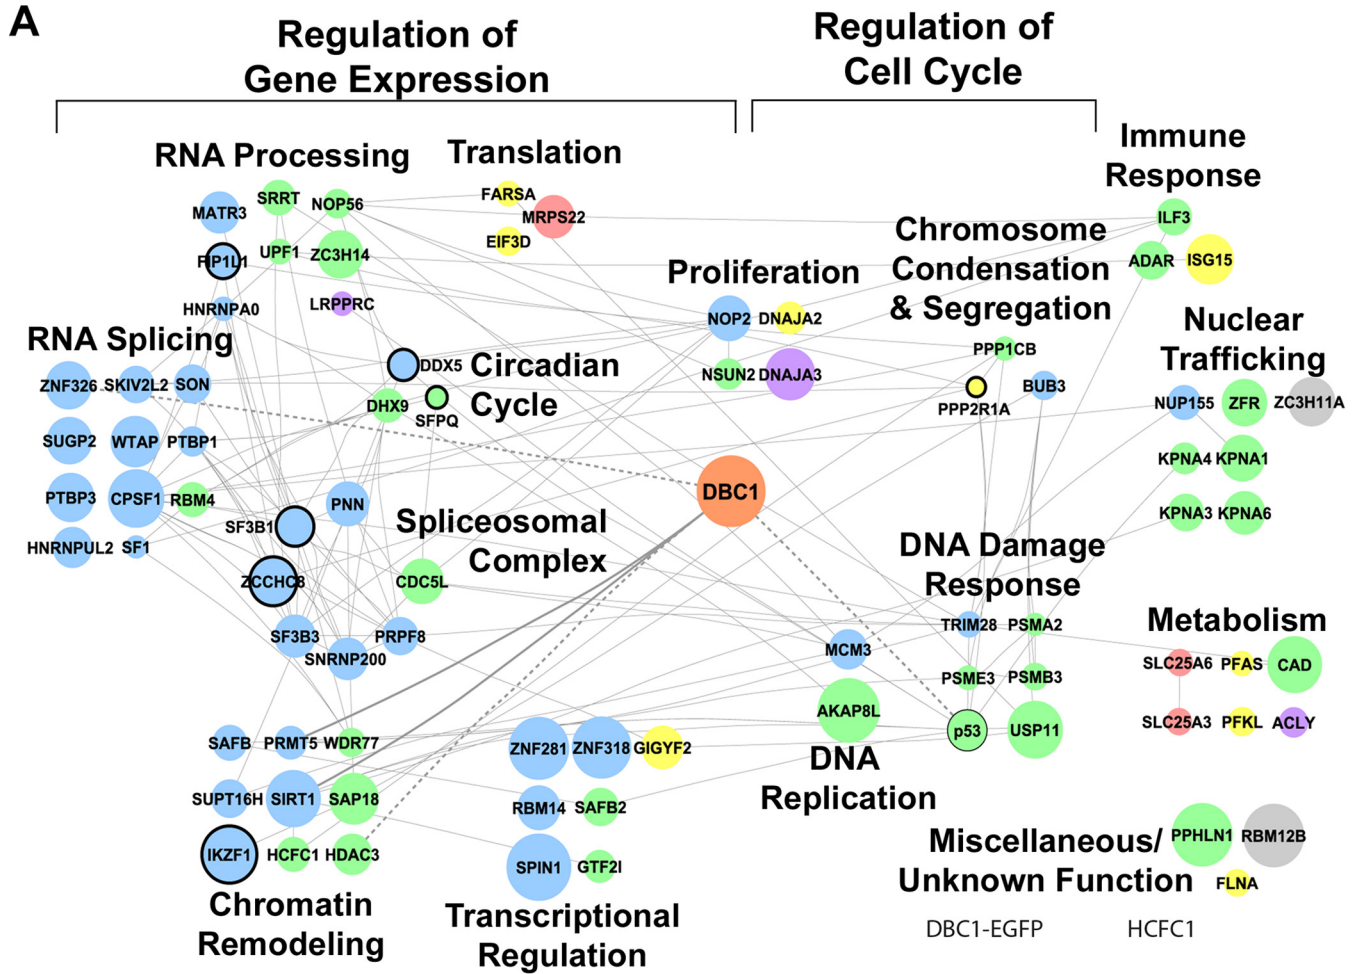 A
Regulation of
Gene Expression
Regulation of
Cell Cycle
RNA Processing
Translation
Immune
Response
MATR3
SRRT
NOP56
FARSA
MRPS22
EIF3D
ILF3
ADAR
ISG15
FIP1L1
UPF1
ZC3H14
HNRNPA0
LRPPRC
Proliferation
NOP2
DNAJA2
NSUN2
DNAJA3
Chromosome
Condensation
& Segregation
PPP1CB
PPP2R1A
BUB3
Nuclear
Trafficking
NUP155
ZFR
ZC3H11A
KPNA4
KPNA1
KPNA3
KPNA6
RNA Splicing
ZNF326
SKIV2L2
SON
SUGP2
WTAP
PTBP1
PTBP3
CPSF1
RBM4
HNRNPUL2
SF1
DDX5
DHX9
SFPQ
Circadian
Cycle
DBC1
SF3B1
PNN
ZCCHC8
CDC5L
SF3B3
SNRNP200
PRPF8
Spliceosomal
Complex
DNA Damage
Response
TRIM28
PSMA2
PSME3
PSMB3
p53
USP11
MCM3
AKAP8L
DNA
Replication
Metabolism
SLC25A6
PFAS
CAD
SLC25A3
PFKL
ACLY
SAFB
PRMT5
WDR77
SUPT16H
SIRT1
SAP18
IKZF1
HCFC1
HDAC3
Chromatin
Remodeling
ZNF281
ZNF318
GIGYF2
RBM14
SAFB2
SPIN1
GTF2I
Transcriptional
Regulation
Miscellaneous/
Unknown Function
PPHLN1
RBM12B
FLNA
DBC1-EGFP
HCFC1